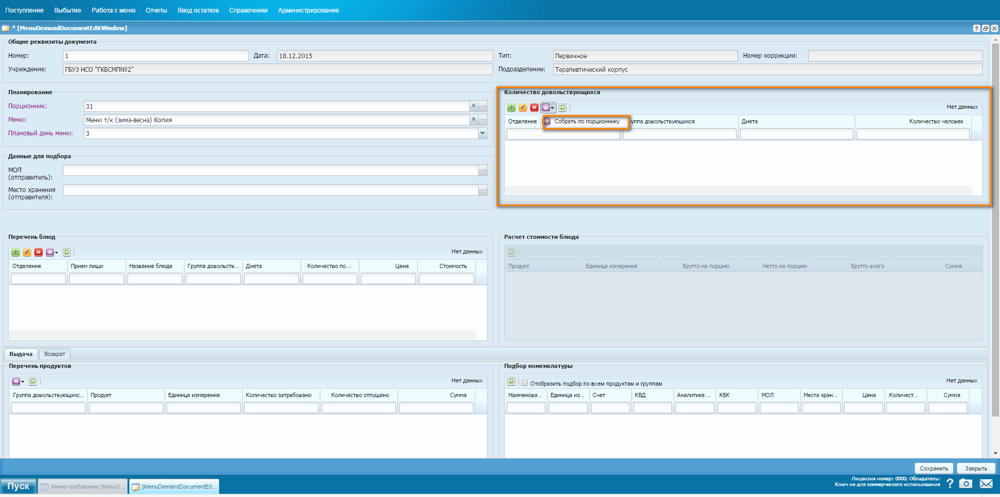 Поступление Выбытие Работа с меню Отчеты Ввод остатков Справочники Администрирование
* [MenuDemandDocumentEditWindow]
Общие реквизиты документа
Номер: 1 Дата: 18.12.2015 Тип: Первичное Номер коррекции:
Учреждение: ГБУЗ НСО "ГКБСМП№2" Подразделение: Терапевтический корпус
Планирование
Порционник: 31
Меню: Меню т/к (зима-весна) Копия
Плановый день меню: 3
Количество довольствующихся
Нет данных
Собрать по порционнику
Отделение уппа довольствующихся Диета Количество человек
Данные для подбора
МОЛ
(отправитель):
Место хранения
(отправителя):
Перечень блюд
Нет данных
Отделение Прием пищи Название блюда Группа довольств... Диета Количество по... Цена Стоимость
Расчет стоимости блюда
Продукт Единица измерения Брутто на порцию Нетто на порцию Брутто всего Сумма
Выдача Возврат
Перечень продуктов
Нет данных
Группа довольствующихс... Продукт Единица измерения Количество затребовано Количество отпущено Сумма
Подбор номенклатуры
Отобразить подбор по всем продуктам и группам Нет данных
Наименова... Единица из... Счет КВД Аналитика ... КБК МОЛ Места хран... Цена Количест... Сумма
Сохранить Закрыть
Пуск Меню-требование [MenuD... [MenuDemandDocumentEd...
Лицензия номер: 0000; Обладатель:
Ключ не для коммерческого использования